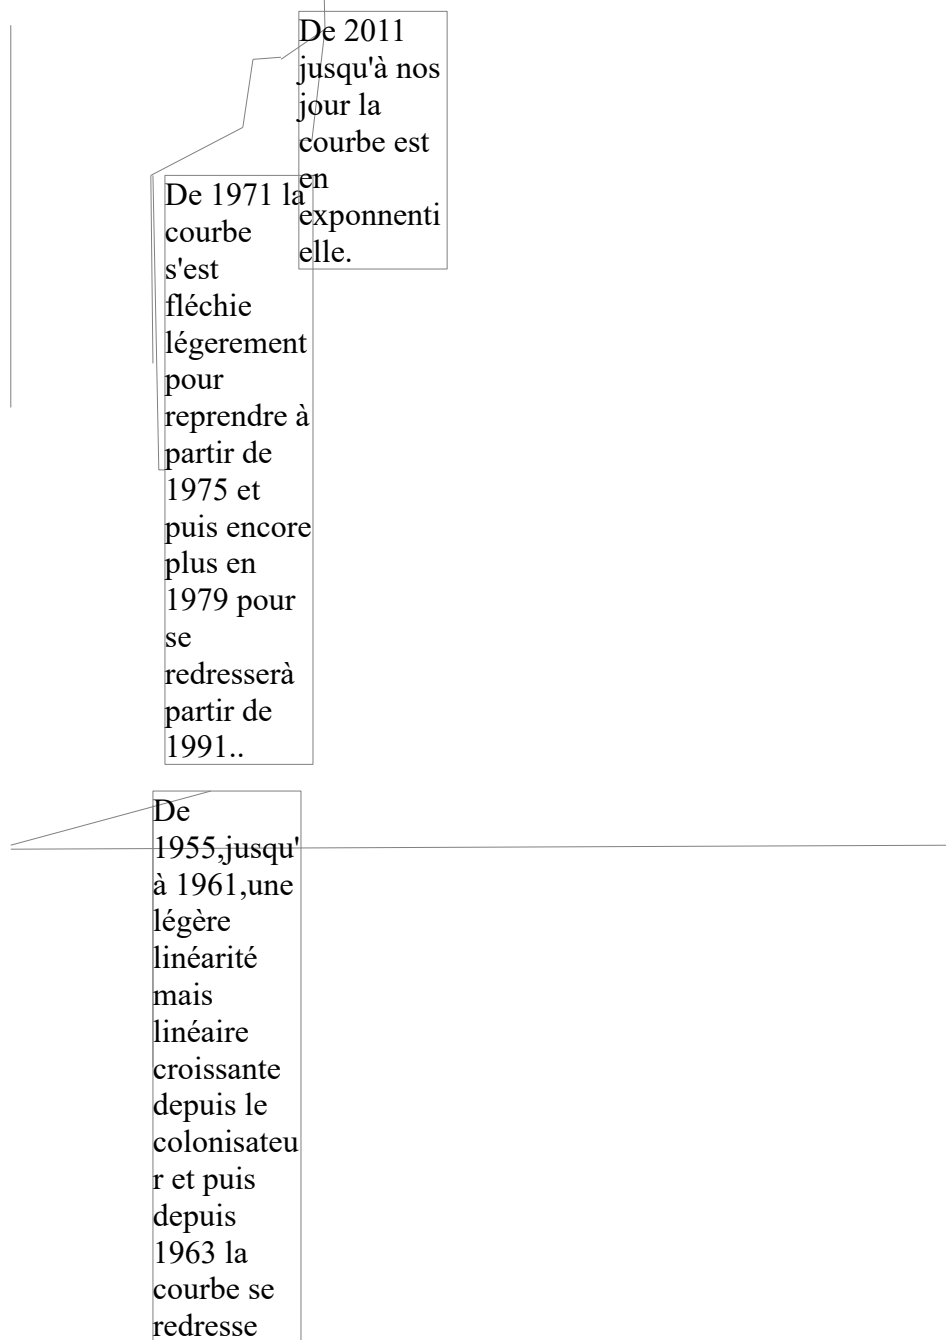 De 2011
jusqu'à nos
jour la
courbe est
en
exponnenti
elle.
De 1971 la
courbe
s'est
fléchie
légerement
pour
reprendre à
partir de
1975 et
puis encore
plus en
1979 pour
se
redresserà
partir de
1991..
De
1955,jusqu'
à 1961,une
légère
linéarité
mais
linéaire
croissante
depuis le
colonisateu
r et puis
depuis
1963 la
courbe se
redresse